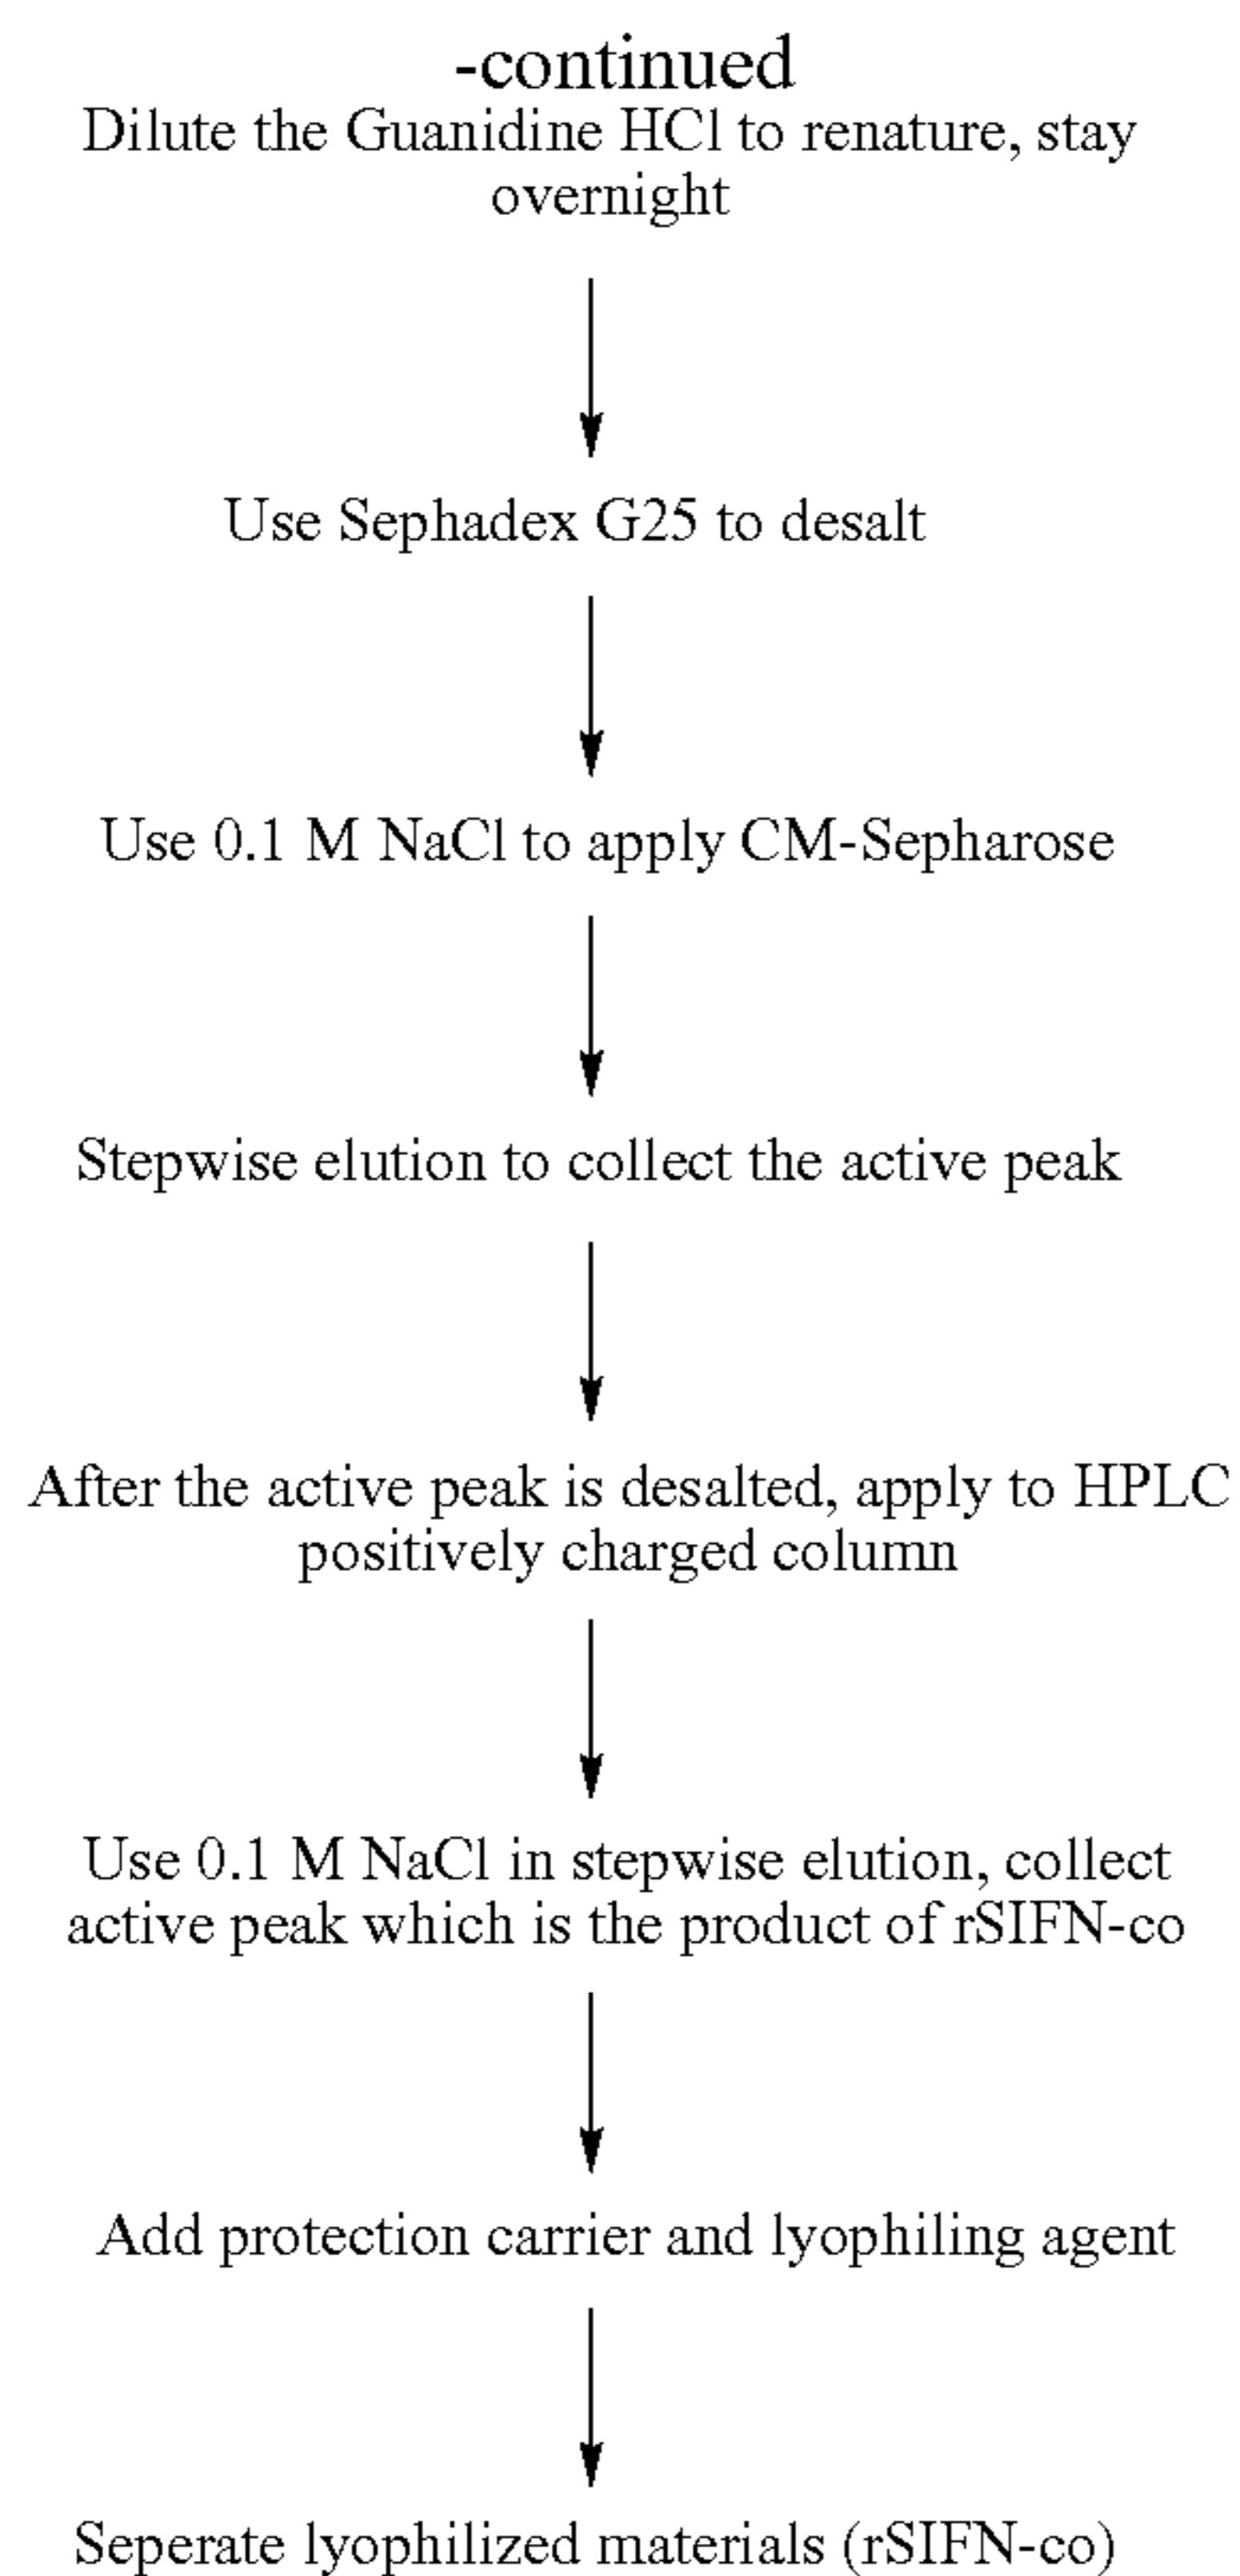 -continued
Dilute the Guanidine HCl to renature, stay
overnight
Use Sephadex G25 to desalt
Use 0.1 M NaCl to apply CM-Sepharose
Stepwise elution to collect the active peak
After the active peak is desalted, apply to HPLC
positively charged column
Use 0.1 M NaCl in stepwise elution, collect
active peak which is the product of rSIFN-co
Add protection carrier and lyophiling agent
Seperate lyophilized materials (rSIFN-co)